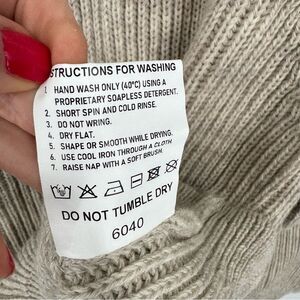 STRUCTIONS FOR WASHING
1. HAND WASH ONLY (40°C) USING A
PROPRIETARY SOAPLESS DETERGENT.
2. SHORT SPIN AND COLD RINSE.
3. DO NOT WRING.
4. DRY FLAT.
5. SHAPE OR SMOOTH WHILE DRYING.
6. USE COOL IRON THROUGH A CLOTH
7. RAISE NAP WITH A SOFT BRUSH.
DO NOT TUMBLE DRY
6040